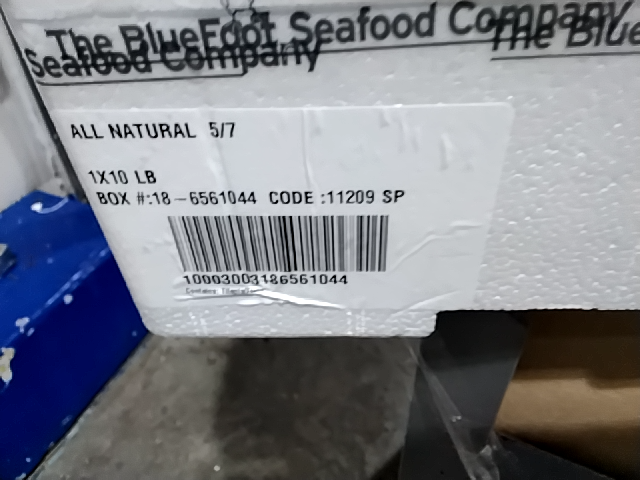 The BlueFoot Seafood Company
The Blue
Seafood Company
ALL NATURAL 5/7
1X10 LB
BOX #:18-6561044 CODE :11209 SP
10003003186561044
Contains: